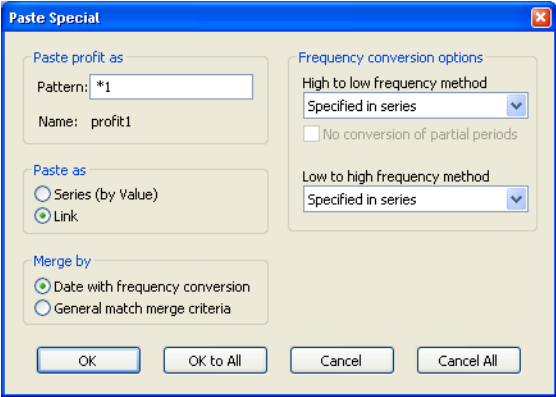 Paste Special
Paste profit as
Pattern: *1
Name: profit1
Paste as
Series (by Value)
Link
Merge by
Date with frequency conversion
General match merge criteria
Frequency conversion options
High to low frequency method
Specified in series
No conversion of partial periods
Low to high frequency method
Specified in series
OK
OK to All
Cancel
Cancel All